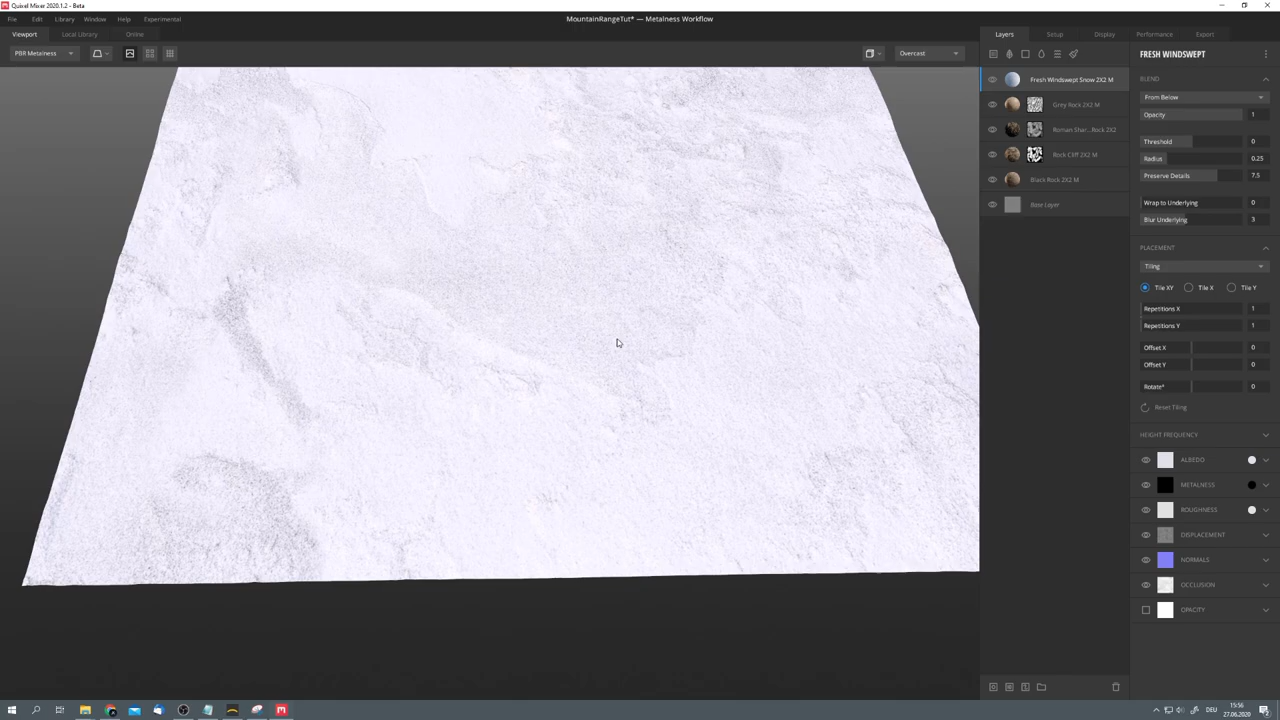 Quixel Mixer 2020.1.2 - Beta
File Edit Library Window Help Experimental
MountainRangeTut* — Metalness Workflow
Viewport Local Library Online
Layers Setup Display Performance Export
PBR Metalness
Overcast
FRESH WINDSWEPT
Fresh Windswept Snow 2X2 M
Grey Rock 2X2 M
Roman Shar...Rock 2X2
Rock Cliff 2X2 M
Black Rock 2X2 M
Base Layer
BLEND
From Below
Opacity 1
Threshold 0
Radius 0.25
Preserve Details 7.5
Wrap to Underlying 0
Blur Underlying 3
PLACEMENT
Tiling
Tile XY Tile X Tile Y
Repetitions X 1
Repetitions Y 1
Offset X 0
Offset Y 0
Rotate° 0
Reset Tiling
HEIGHT FREQUENCY
ALBEDO
METALNESS
ROUGHNESS
DISPLACEMENT
NORMALS
OCCLUSION
OPACITY
DEU
15:56
27.06.2020